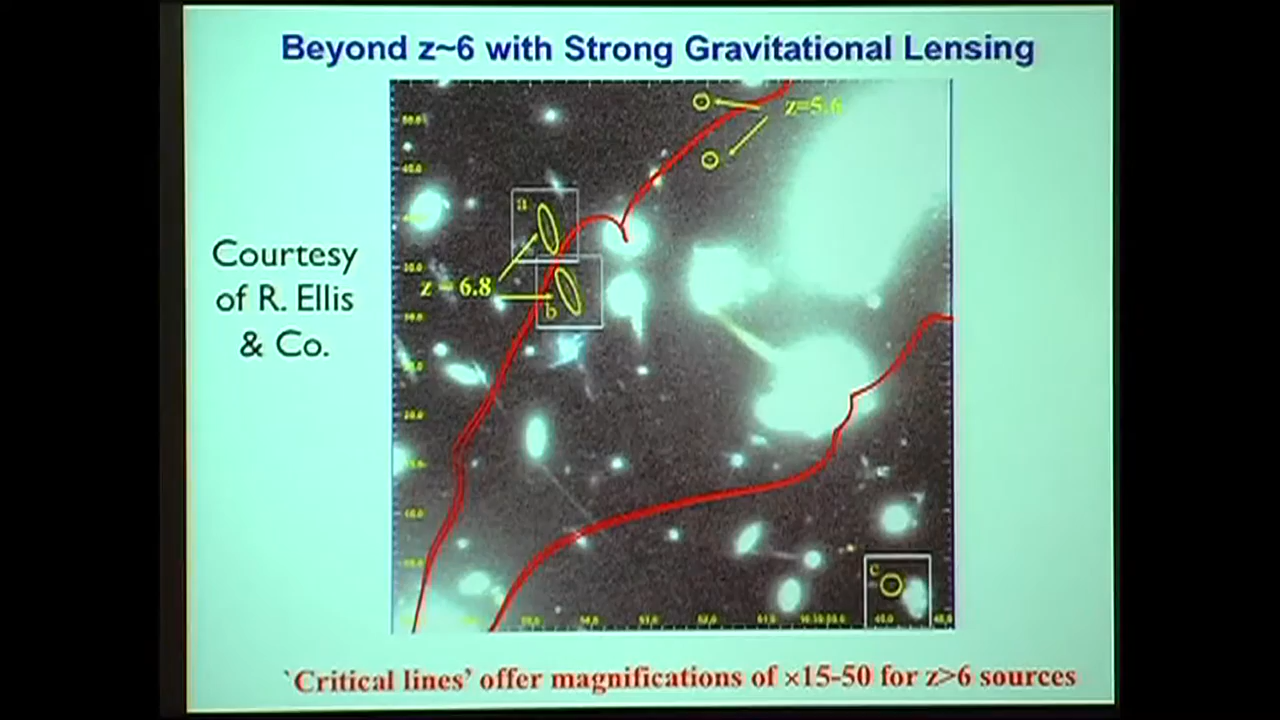 Beyond z~6 with Strong Gravitational Lensing
z=5.6
a
Courtesy
of R. Ellis
& Co.
z = 6.8
b
c
`Critical lines' offer magnifications of ×15-50 for z>6 sources